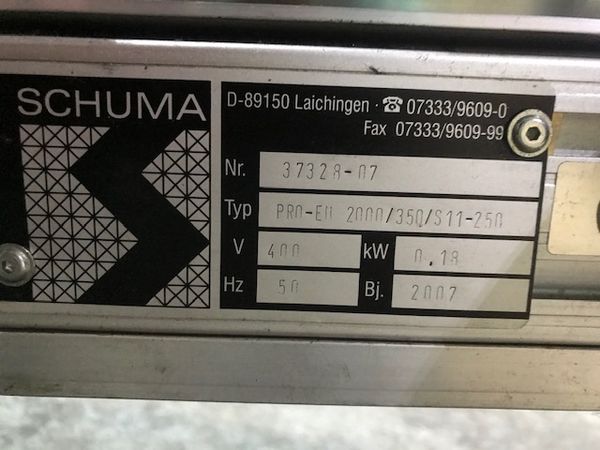 SCHUMA
D-89150 Laichingen · ☎ 07333/9609-0
Fax 07333/9609-99
Nr. 37328-07
Typ PRO-EU 2000/350/S11-250
V 400 kW 0,18
Hz 50 Bj. 2007